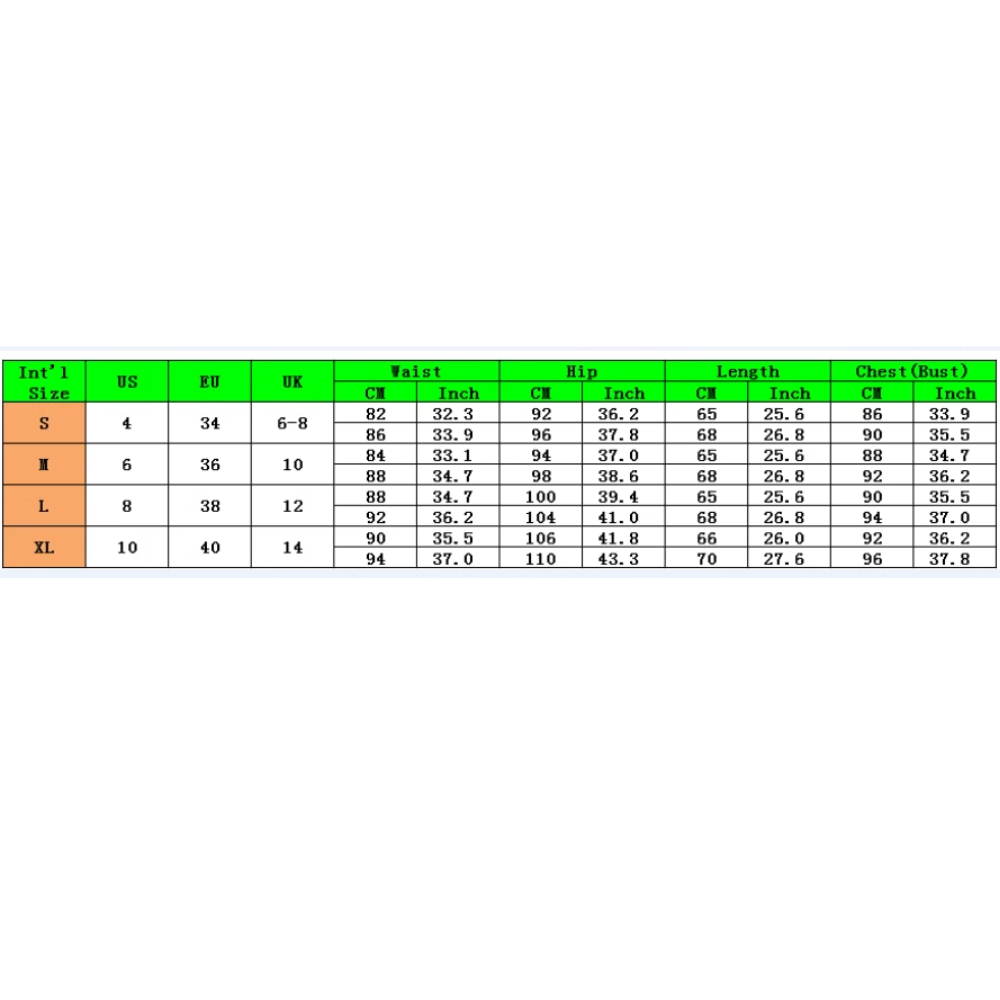 Int'l Size US EU UK Waist Hip Length Chest(Bust)
CM Inch CM Inch CM Inch CM Inch
S 4 34 6-8 82 32.3 92 36.2 65 25.6 86 33.9
86 33.9 96 37.8 68 26.8 90 35.5
M 6 36 10 84 33.1 94 37.0 65 25.6 88 34.7
88 34.7 98 38.6 68 26.8 92 36.2
L 8 38 12 88 34.7 100 39.4 65 25.6 90 35.5
92 36.2 104 41.0 68 26.8 94 37.0
XL 10 40 14 90 35.5 106 41.8 66 26.0 92 36.2
94 37.0 110 43.3 70 27.6 96 37.8